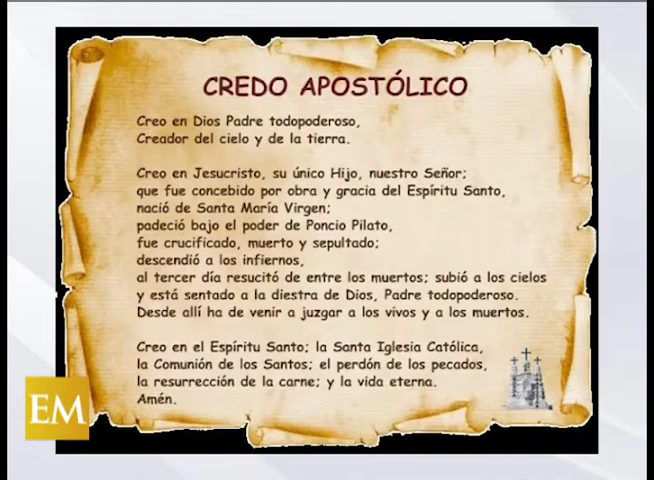 CREDO APOSTÓLICO
Creo en Dios Padre todopoderoso,
Creador del cielo y de la tierra.
Creo en Jesucristo, su único Hijo, nuestro Señor;
que fue concebido por obra y gracia del Espíritu Santo,
nació de Santa María Virgen;
padeció bajo el poder de Poncio Pilato,
fue crucificado, muerto y sepultado;
descendió a los infiernos,
al tercer día resucitó de entre los muertos; subió a los cielos
y está sentado a la diestra de Dios, Padre todopoderoso.
Desde allí ha de venir a juzgar a los vivos y a los muertos.
Creo en el Espíritu Santo; la Santa Iglesia Católica,
la Comunión de los Santos; el perdón de los pecados,
la resurrección de la carne; y la vida eterna.
Amén.
EM